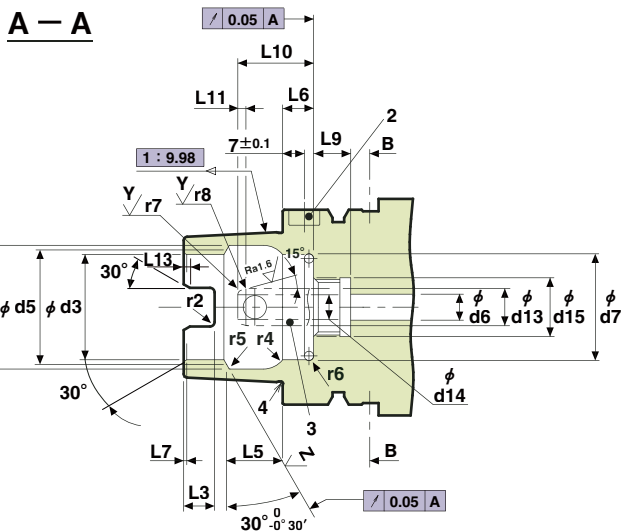 A — A
0.05 A
L10
L11
L6
2
7±0.1
L9
B
1 : 9.98
Y
r7
Y
r8
15°
Ra1.6
30°
L13
φ d5
φ d3
r2
r5
r4
r6
φ
d6
φ
d13
φ
d15
φ
d7
φ
d14
30°
4
3
L7
L5
Z
B
L3
30° 0 -0°30′
0.05 A